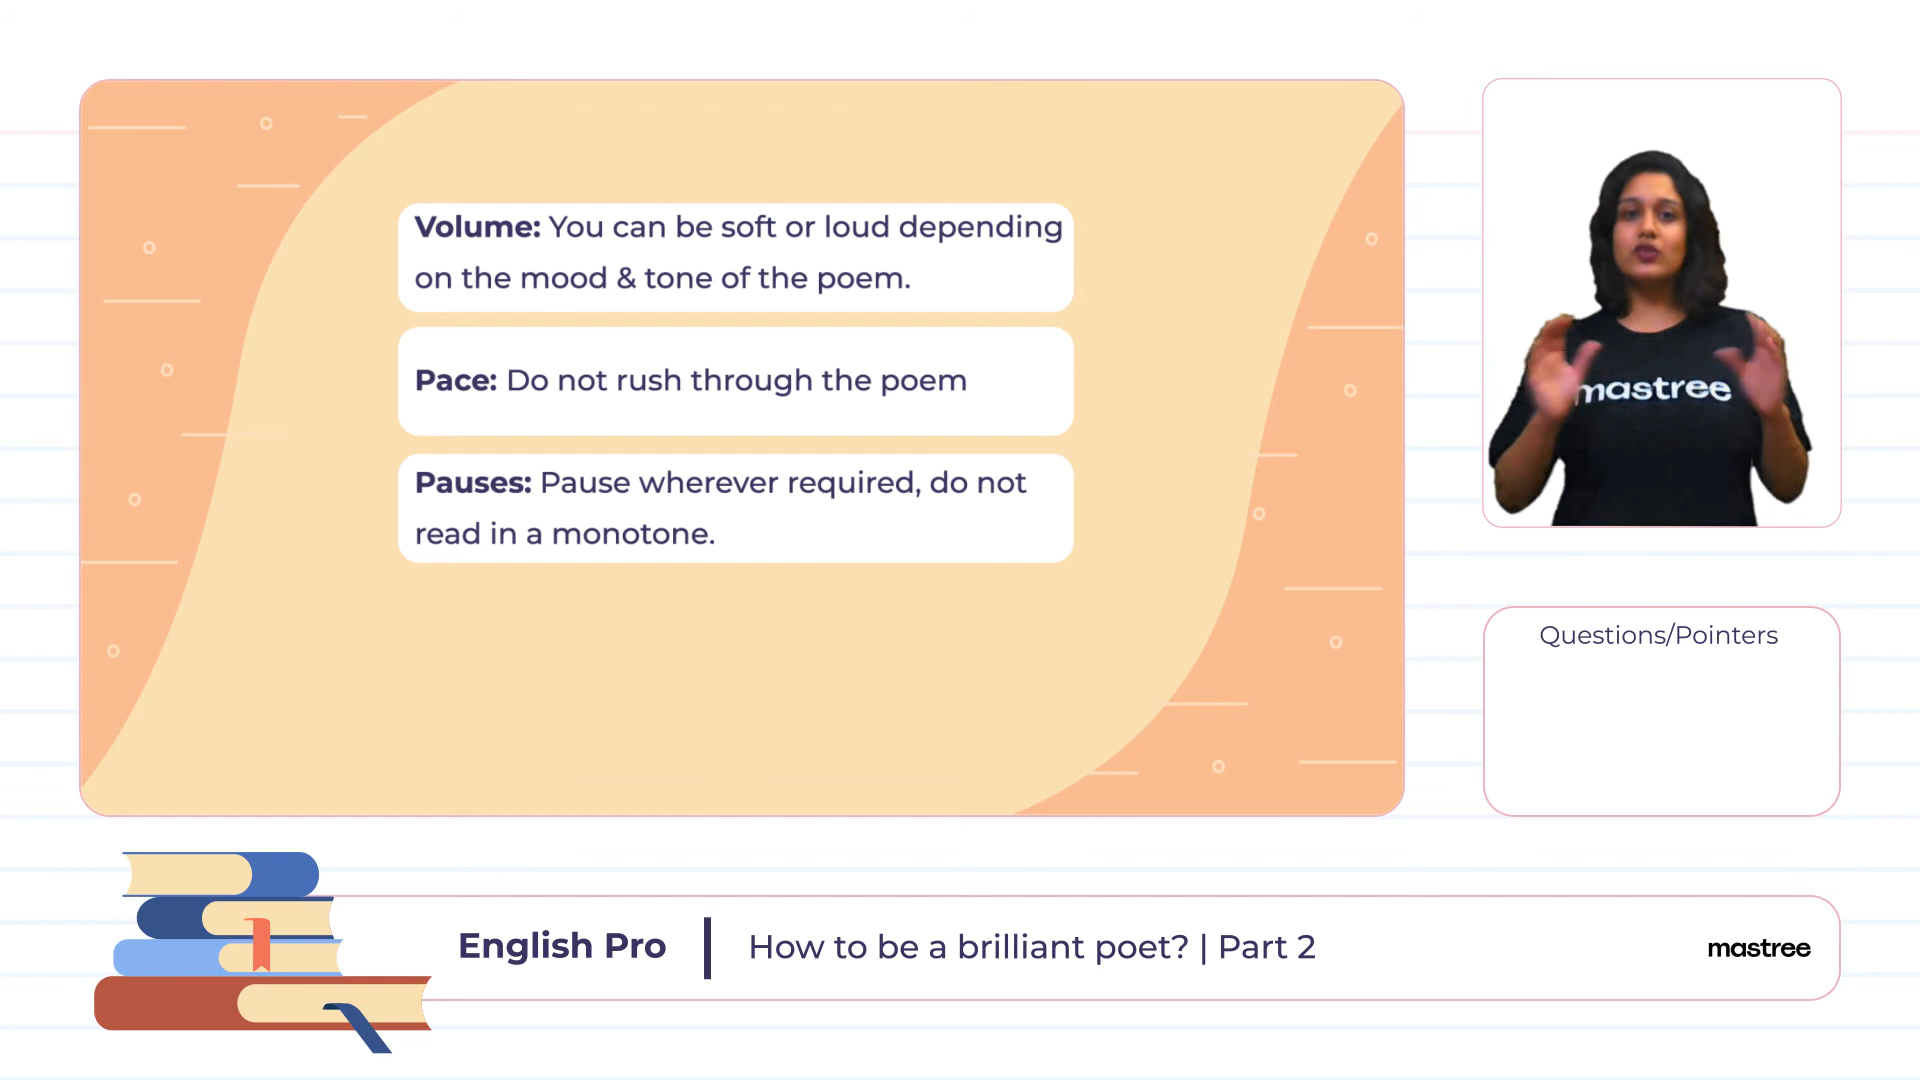 Volume: You can be soft or loud depending
on the mood & tone of the poem.
Pace: Do not rush through the poem
Pauses: Pause wherever required, do not
read in a monotone.
mastree
Questions/Pointers
English Pro | How to be a brilliant poet? | Part 2
mastree